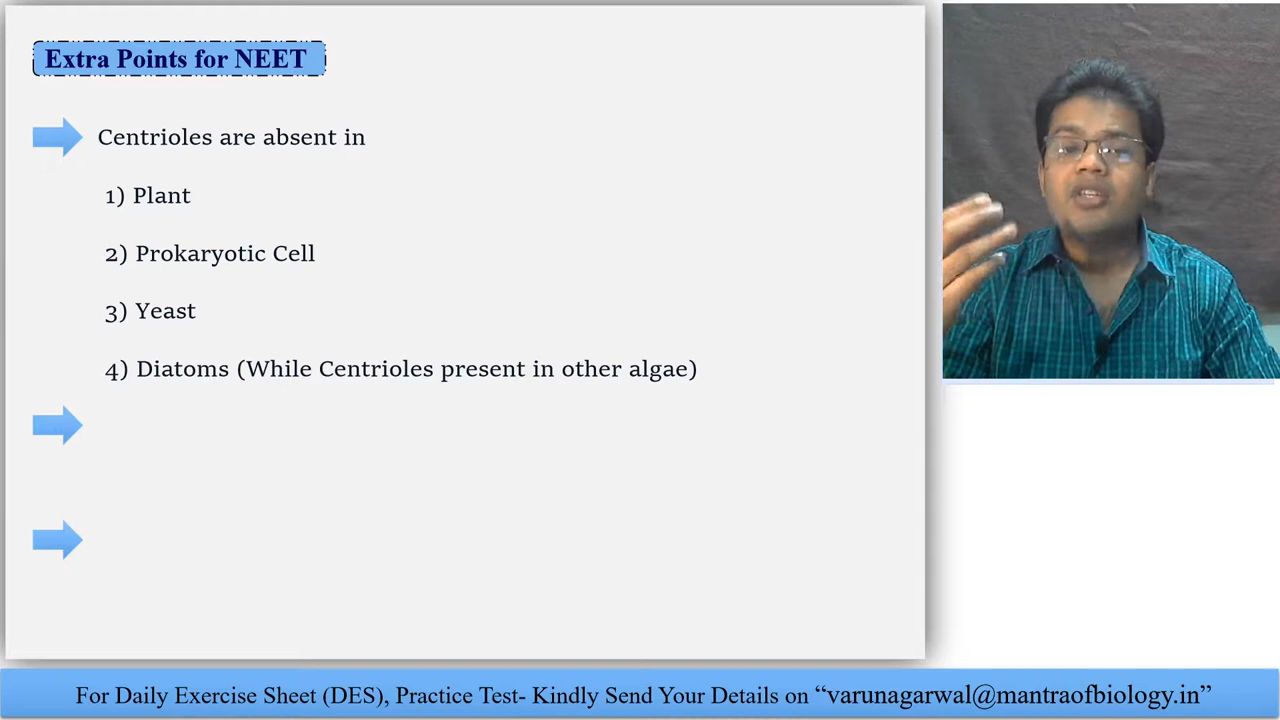 Extra Points for NEET
Centrioles are absent in
1) Plant
2) Prokaryotic Cell
3) Yeast
4) Diatoms (While Centrioles present in other algae)
For Daily Exercise Sheet (DES), Practice Test- Kindly Send Your Details on “varunagarwal@mantraofbiology.in”